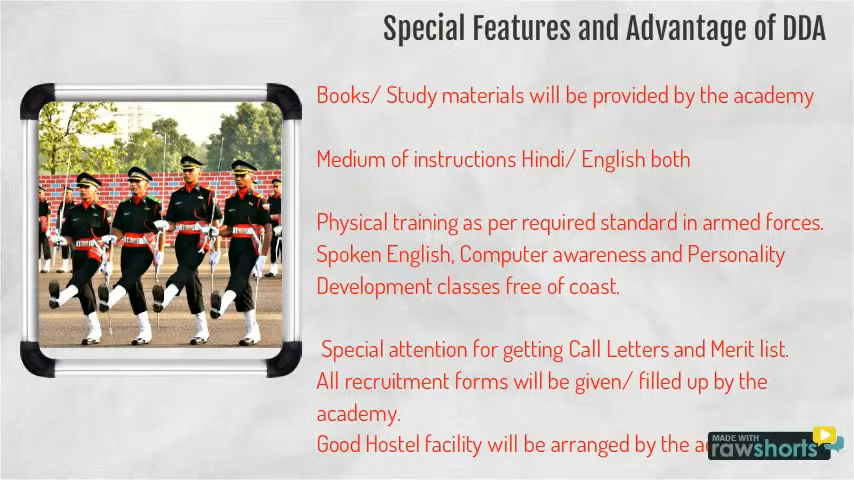 Special Features and Advantage of DDA
Books/ Study materials will be provided by the academy
Medium of instructions Hindi/ English both
Physical training as per required standard in armed forces.
Spoken English, Computer awareness and Personality
Development classes free of coast.
Special attention for getting Call Letters and Merit list.
All recruitment forms will be given/ filled up by the
academy.
Good Hostel facility will be arranged by the
MADE WITH
rawshorts